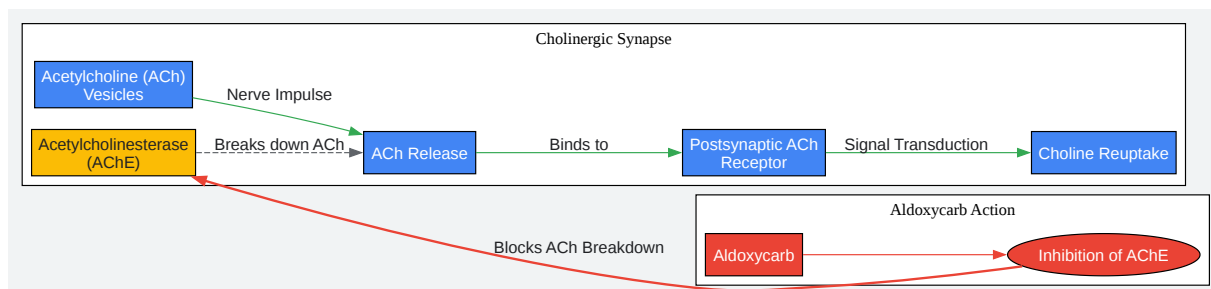 Cholinergic Synapse
Acetylcholine (ACh)
Vesicles
Nerve Impulse
Acetylcholinesterase
(AChE)
Breaks down ACh
ACh Release
Binds to
Postsynaptic ACh
Receptor
Signal Transduction
Choline Reuptake
Aldoxycarb Action
Blocks ACh Breakdown
Aldoxycarb
Inhibition of AChE